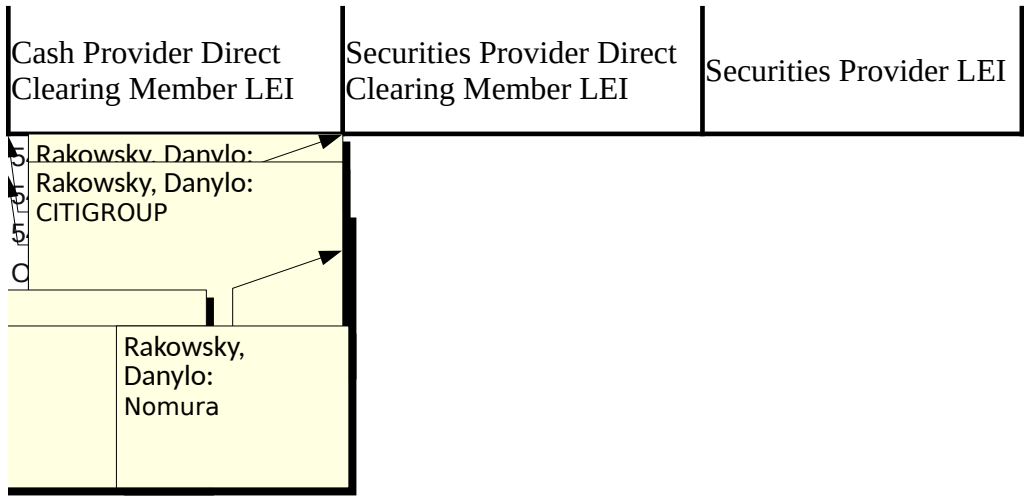 Cash Provider Direct
Clearing Member LEI
Securities Provider Direct
Clearing Member LEI
Securities Provider LEI
Rakowsky, Danylo:
Rakowsky, Danylo:
CITIGROUP
Rakowsky,
Danylo:
Nomura